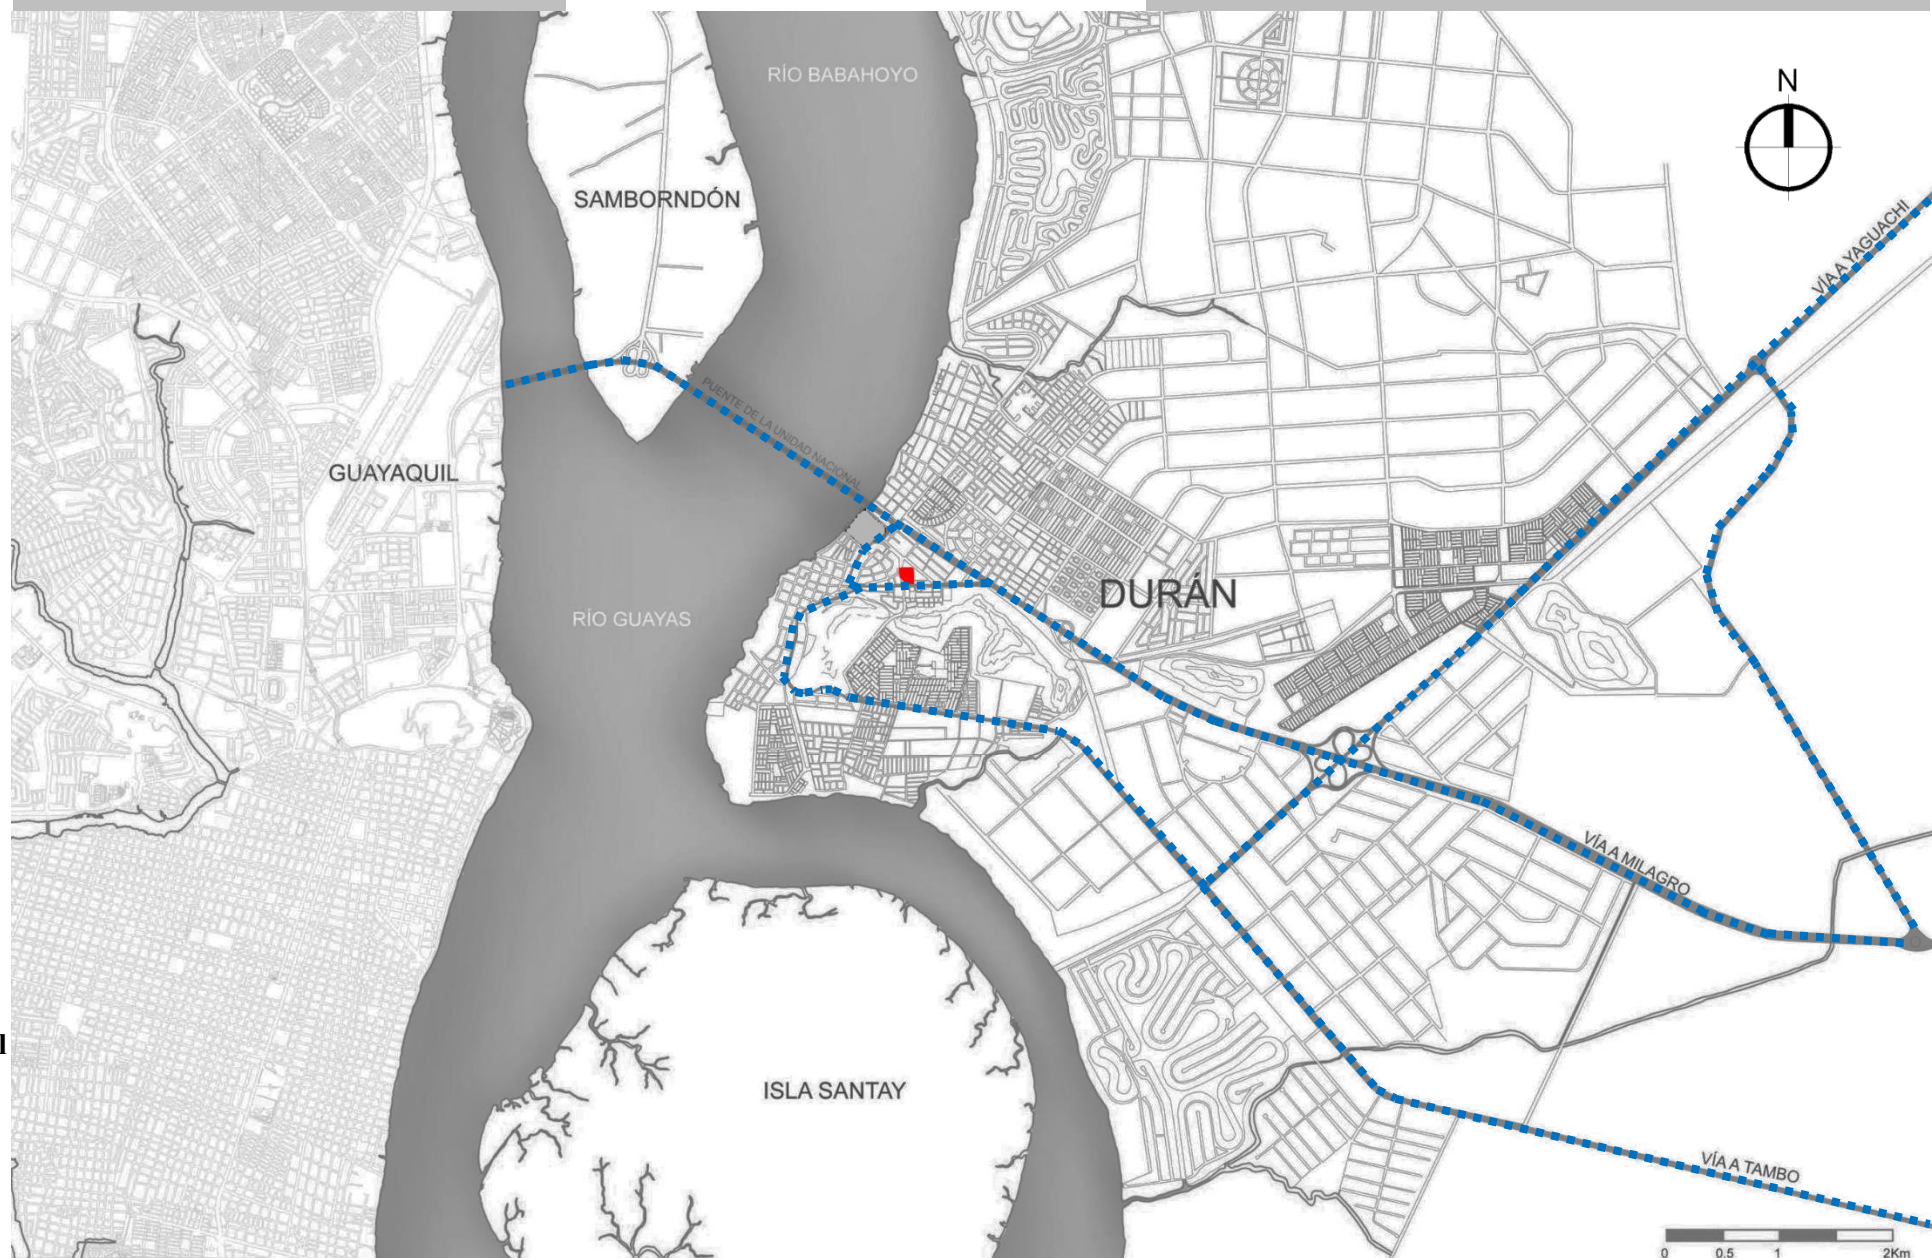 RÍO BABAHOYO
N
SAMBORNDÓN
VÍA A YAGUACHI
PUENTE DE LA UNIDAD NACIONAL
GUAYAQUIL
DURÁN
RÍO GUAYAS
VÍA A MILAGRO
l
ISLA SANTAY
VÍA A TAMBO
0 0.5 1 2Km